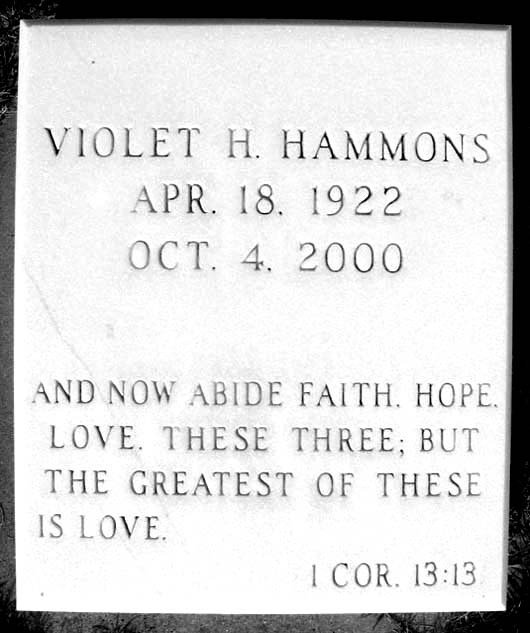 VIOLET H. HAMMONS
APR. 18, 1922
OCT. 4, 2000
AND NOW ABIDE FAITH, HOPE,
LOVE, THESE THREE; BUT
THE GREATEST OF THESE
IS LOVE.
1 COR. 13:13